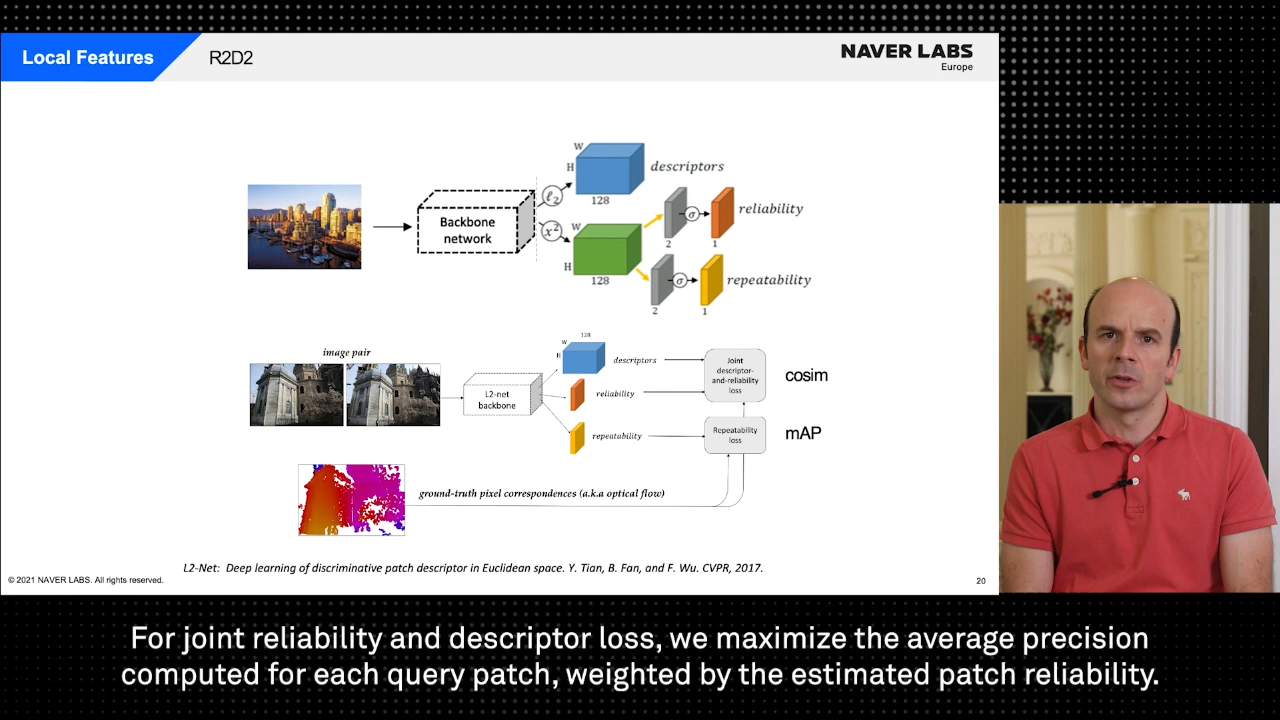 Local Features
R2D2
NAVER LABS
Europe
W
H
128
descriptors
ℓ2
x²
Backbone
network
W
H
128
2
σ
1
reliability
2
σ
1
repeatability
image pair
L2-net
backbone
128
W
H
descriptors
reliability
repeatability
Joint
descriptor-
and-reliability
loss
cosim
Repeatability
loss
mAP
ground-truth pixel correspondences (a.k.a optical flow)
L2-Net: Deep learning of discriminative patch descriptor in Euclidean space. Y. Tian, B. Fan, and F. Wu. CVPR, 2017.
© 2021 NAVER LABS. All rights reserved.
20
For joint reliability and descriptor loss, we maximize the average precision
computed for each query patch, weighted by the estimated patch reliability.